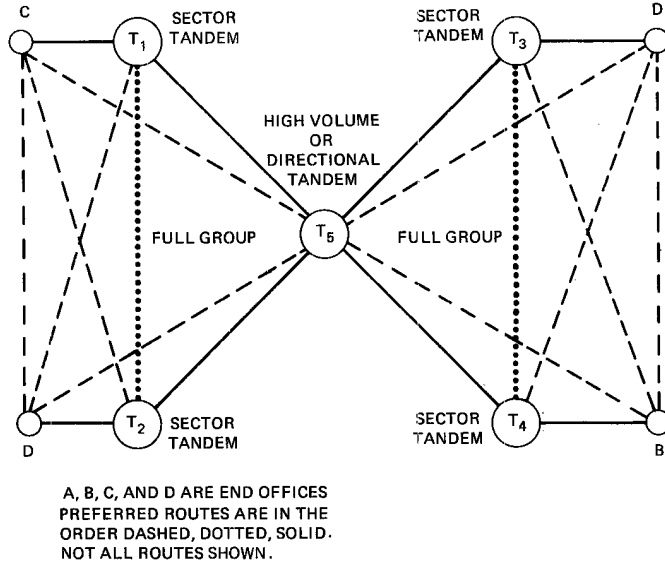 C
SECTOR
TANDEM
T1
SECTOR
TANDEM
T3
D
HIGH VOLUME
OR
DIRECTIONAL
TANDEM
FULL GROUP
T5
FULL GROUP
D
T2
SECTOR
TANDEM
SECTOR
TANDEM
T4
B
A, B, C, AND D ARE END OFFICES
PREFERRED ROUTES ARE IN THE
ORDER DASHED, DOTTED, SOLID.
NOT ALL ROUTES SHOWN.